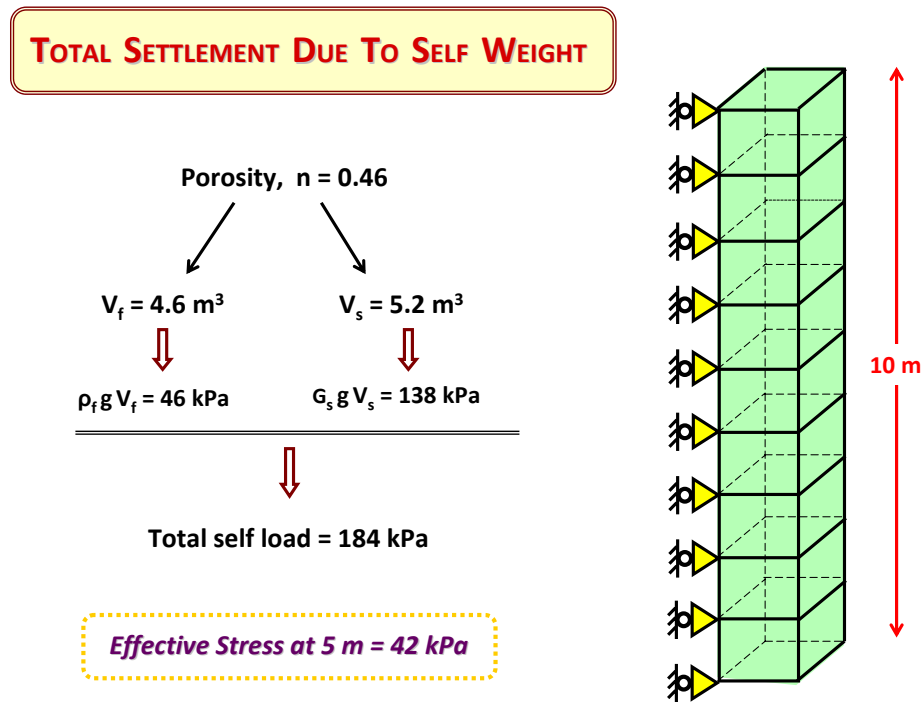 TOTAL SETTLEMENT DUE TO SELF WEIGHT
Porosity, n = 0.46
V_f = 4.6 m³ V_s = 5.2 m³
ρ_f g V_f = 46 kPa G_s g V_s = 138 kPa
Total self load = 184 kPa
Effective Stress at 5 m = 42 kPa
10 m